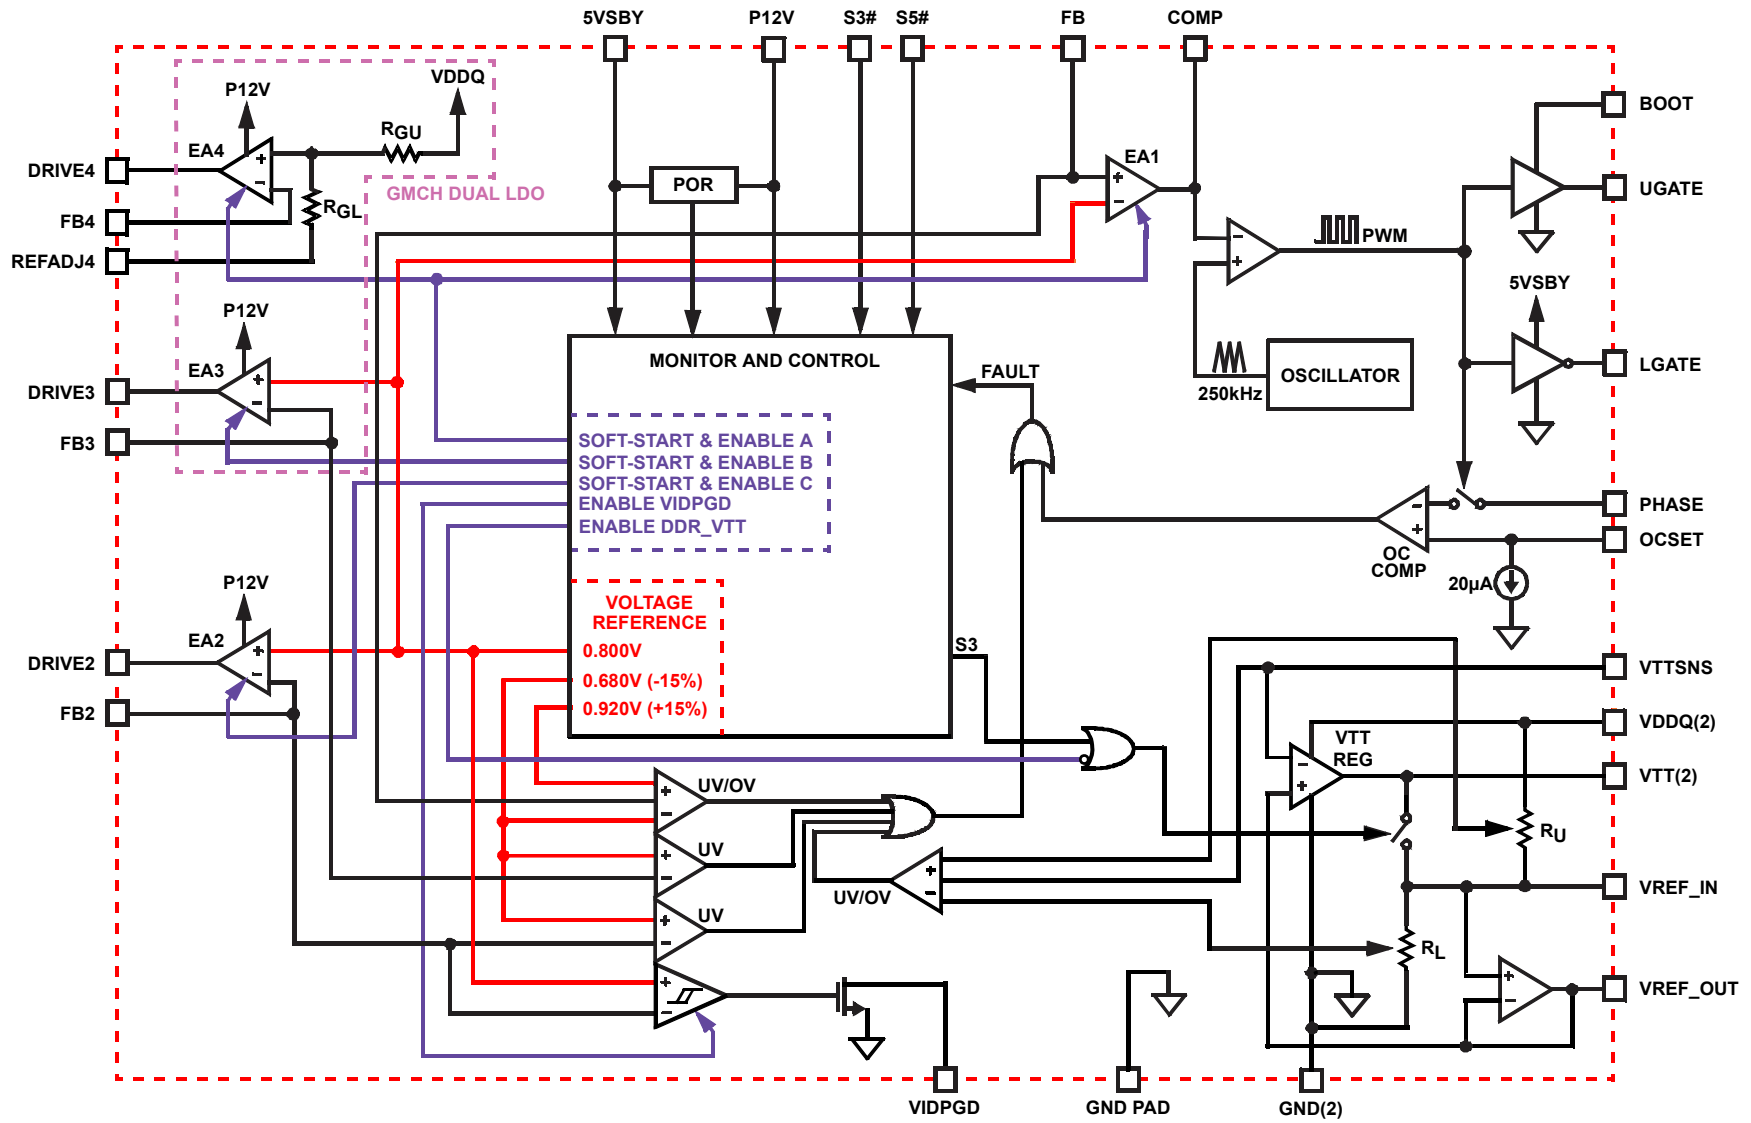 5VSBY P12V S3# S5# FB COMP
VDDQ
P12V
BOOT
RGU
EA4
EA1
DRIVE4
POR
UGATE
GMCH DUAL LDO
RGL
FB4
PWM
REFADJ4
5VSBY
P12V
MONITOR AND CONTROL
EA3
FAULT
OSCILLATOR
LGATE
DRIVE3
250kHz
FB3
SOFT-START & ENABLE A
SOFT-START & ENABLE B
SOFT-START & ENABLE C
ENABLE VIDPGD
ENABLE DDR_VTT
PHASE
OCSET
OC
COMP
20µA
P12V
VOLTAGE
REFERENCE
EA2
0.800V
S3
DRIVE2
VTTSNS
0.680V (-15%)
0.920V (+15%)
FB2
VDDQ(2)
VTT
REG
VTT(2)
UV/OV
RU
UV
UV/OV
VREF_IN
UV
RL
VREF_OUT
VIDPGD
GND PAD
GND(2)